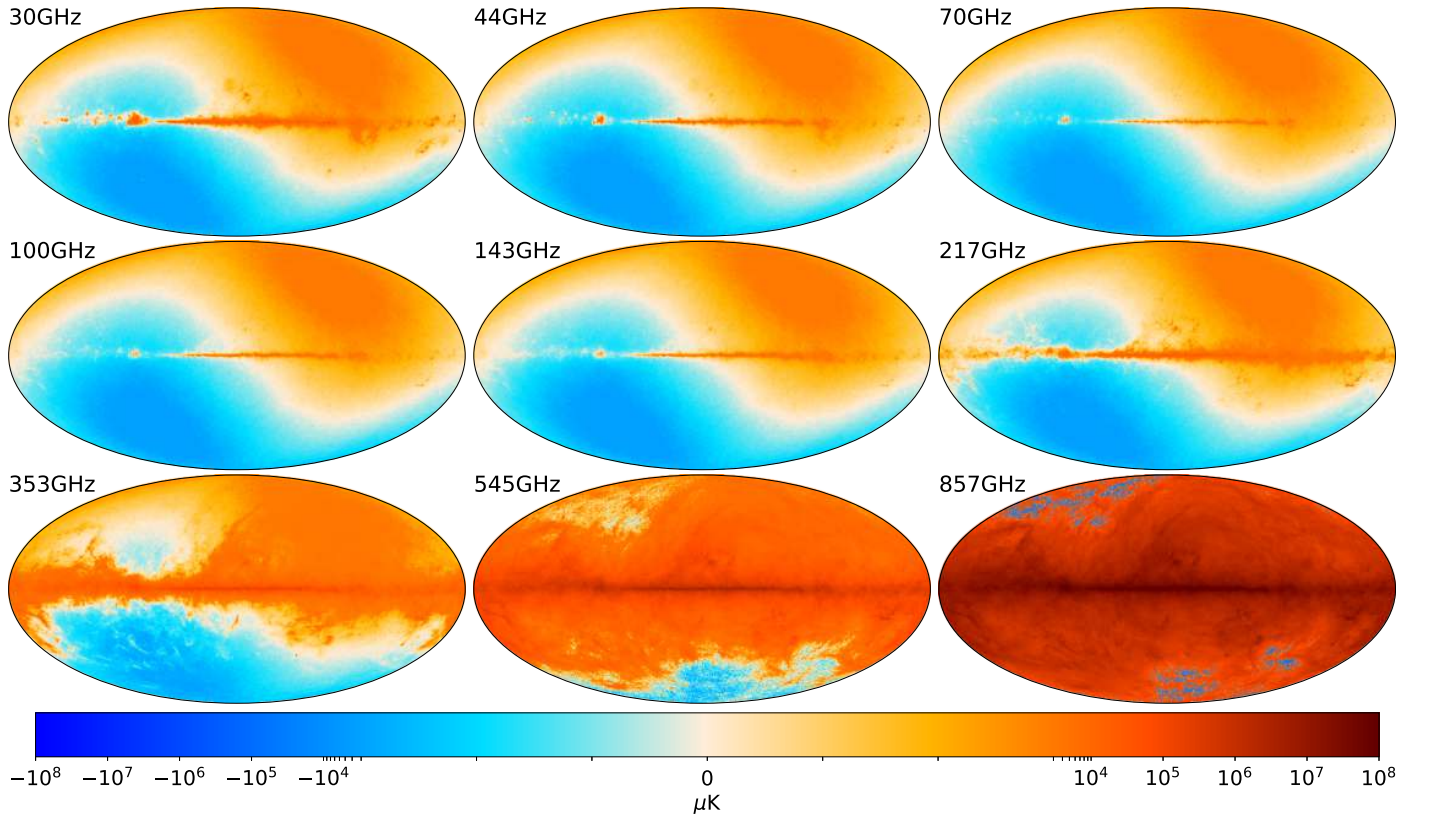 30GHz 44GHz 70GHz
100GHz 143GHz 217GHz
353GHz 545GHz 857GHz
−10⁸ −10⁷ −10⁶ −10⁵ −10⁴ 0 10⁴ 10⁵ 10⁶ 10⁷ 10⁸
μK